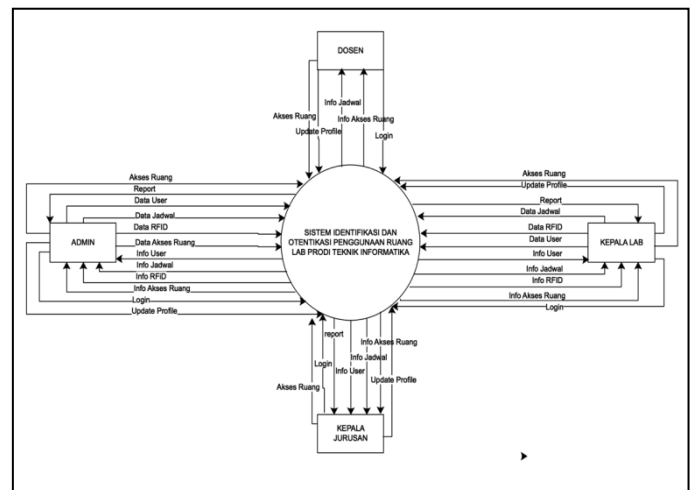 DOSEN
Info Jadwal
Akses Ruang
Info Akses Ruang
Update Profile
Login
Akses Ruang
Report
Data User
Data Jadwal
Data RFID
ADMIN
Data Akses Ruang
Info User
Info Jadwal
Info RFID
Info Akses Ruang
Login
Update Profile
SISTEM IDENTIFIKASI DAN
OTENTIKASI PENGGUNAAN RUANG
LAB PRODI TEKNIK INFORMATIKA
Akses Ruang
Update Profile
Report
Data Jadwal
Data RFID
Data User
KEPALA LAB
Info User
Info Jadwal
Info RFID
Info Akses Ruang
Login
report
Info Akses Ruang
Info Jadwal
Login
Info User
Akses Ruang
Update Profile
KEPALA
JURUSAN